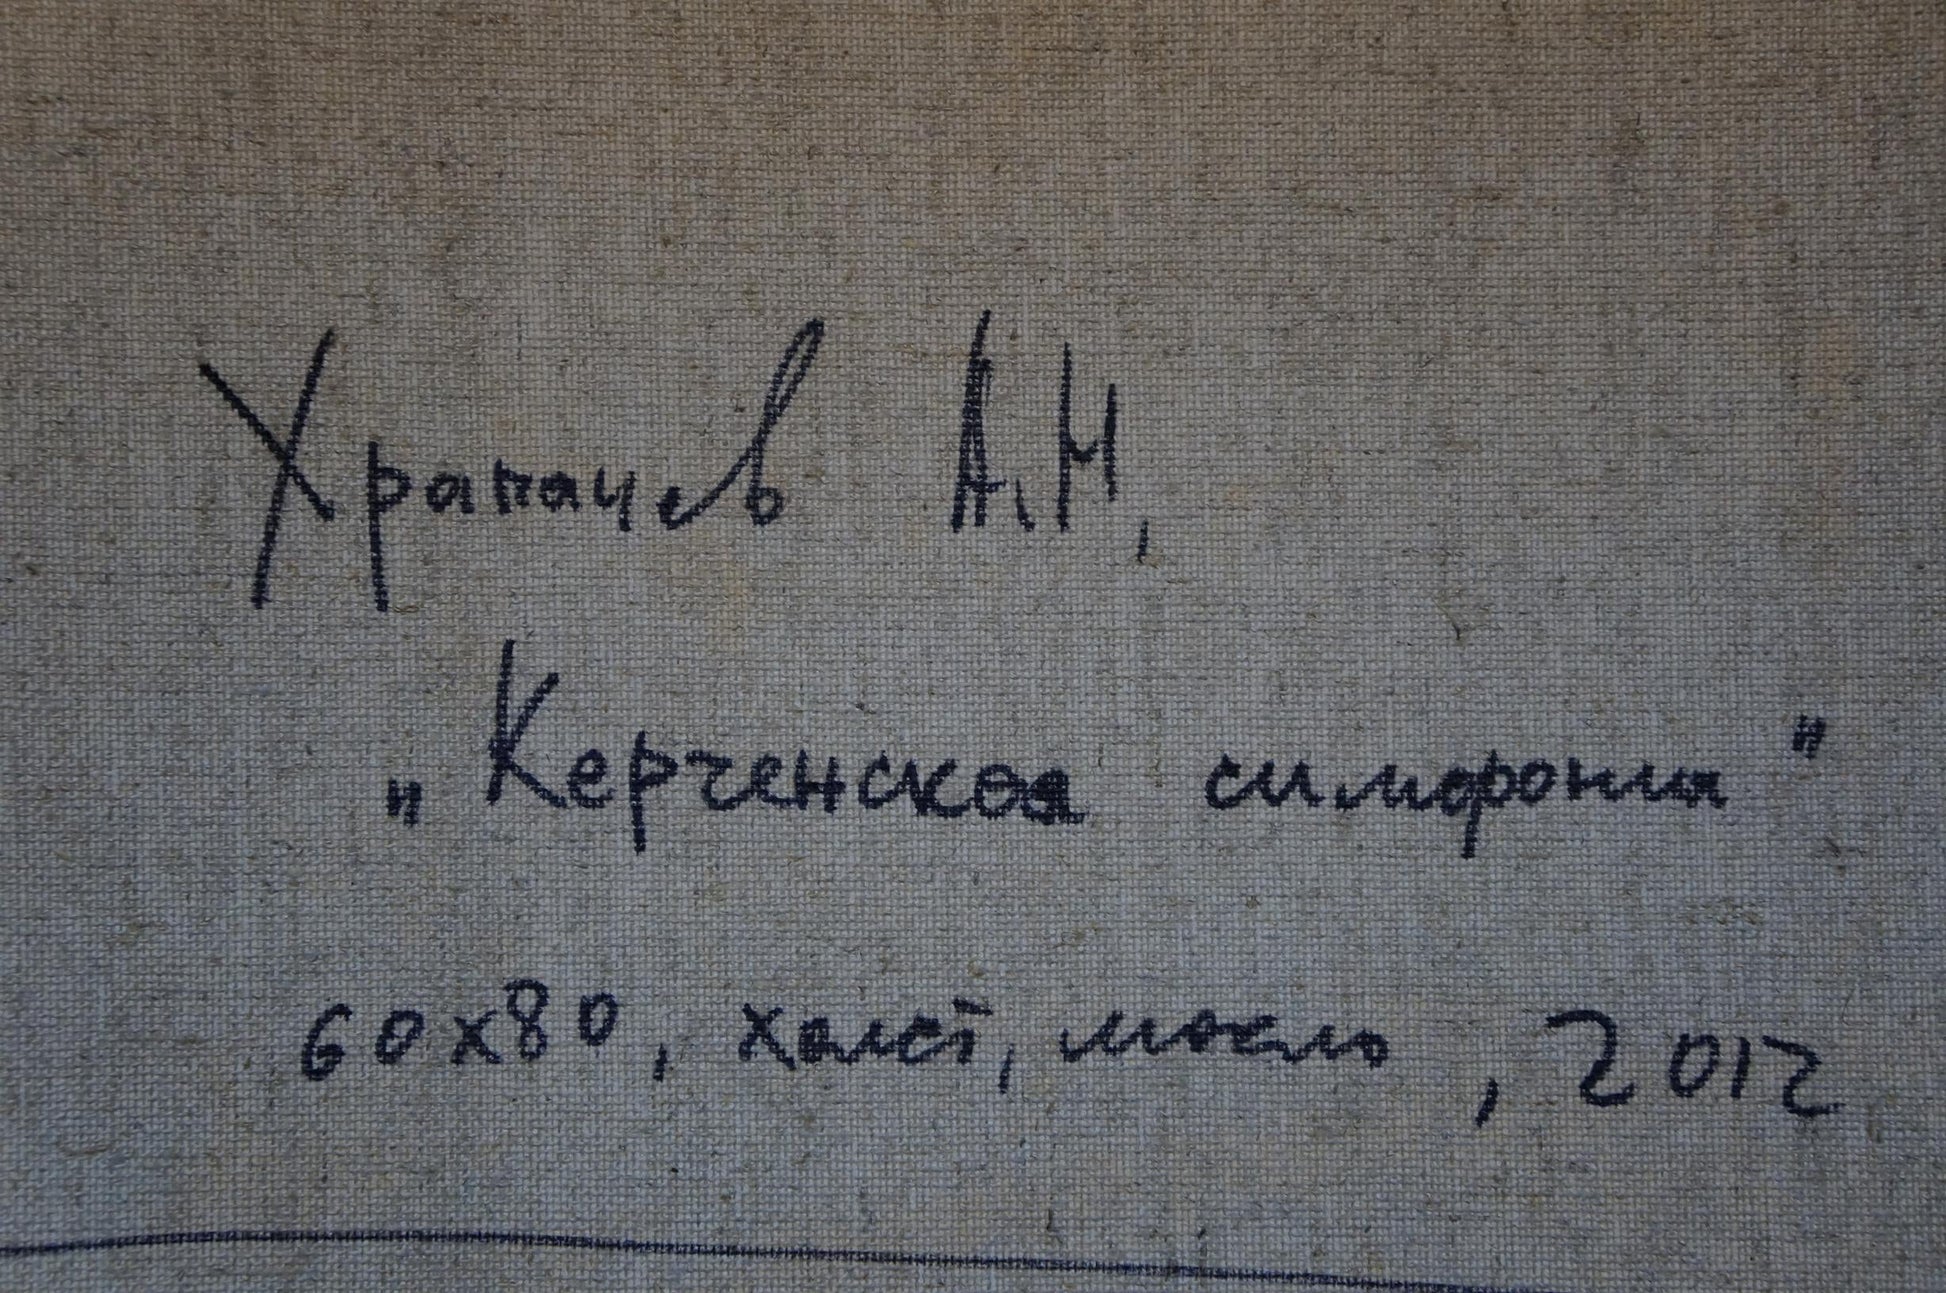 Храпачев А.Н,
„Керченская симфония"
60х80, холст, масло, 2012